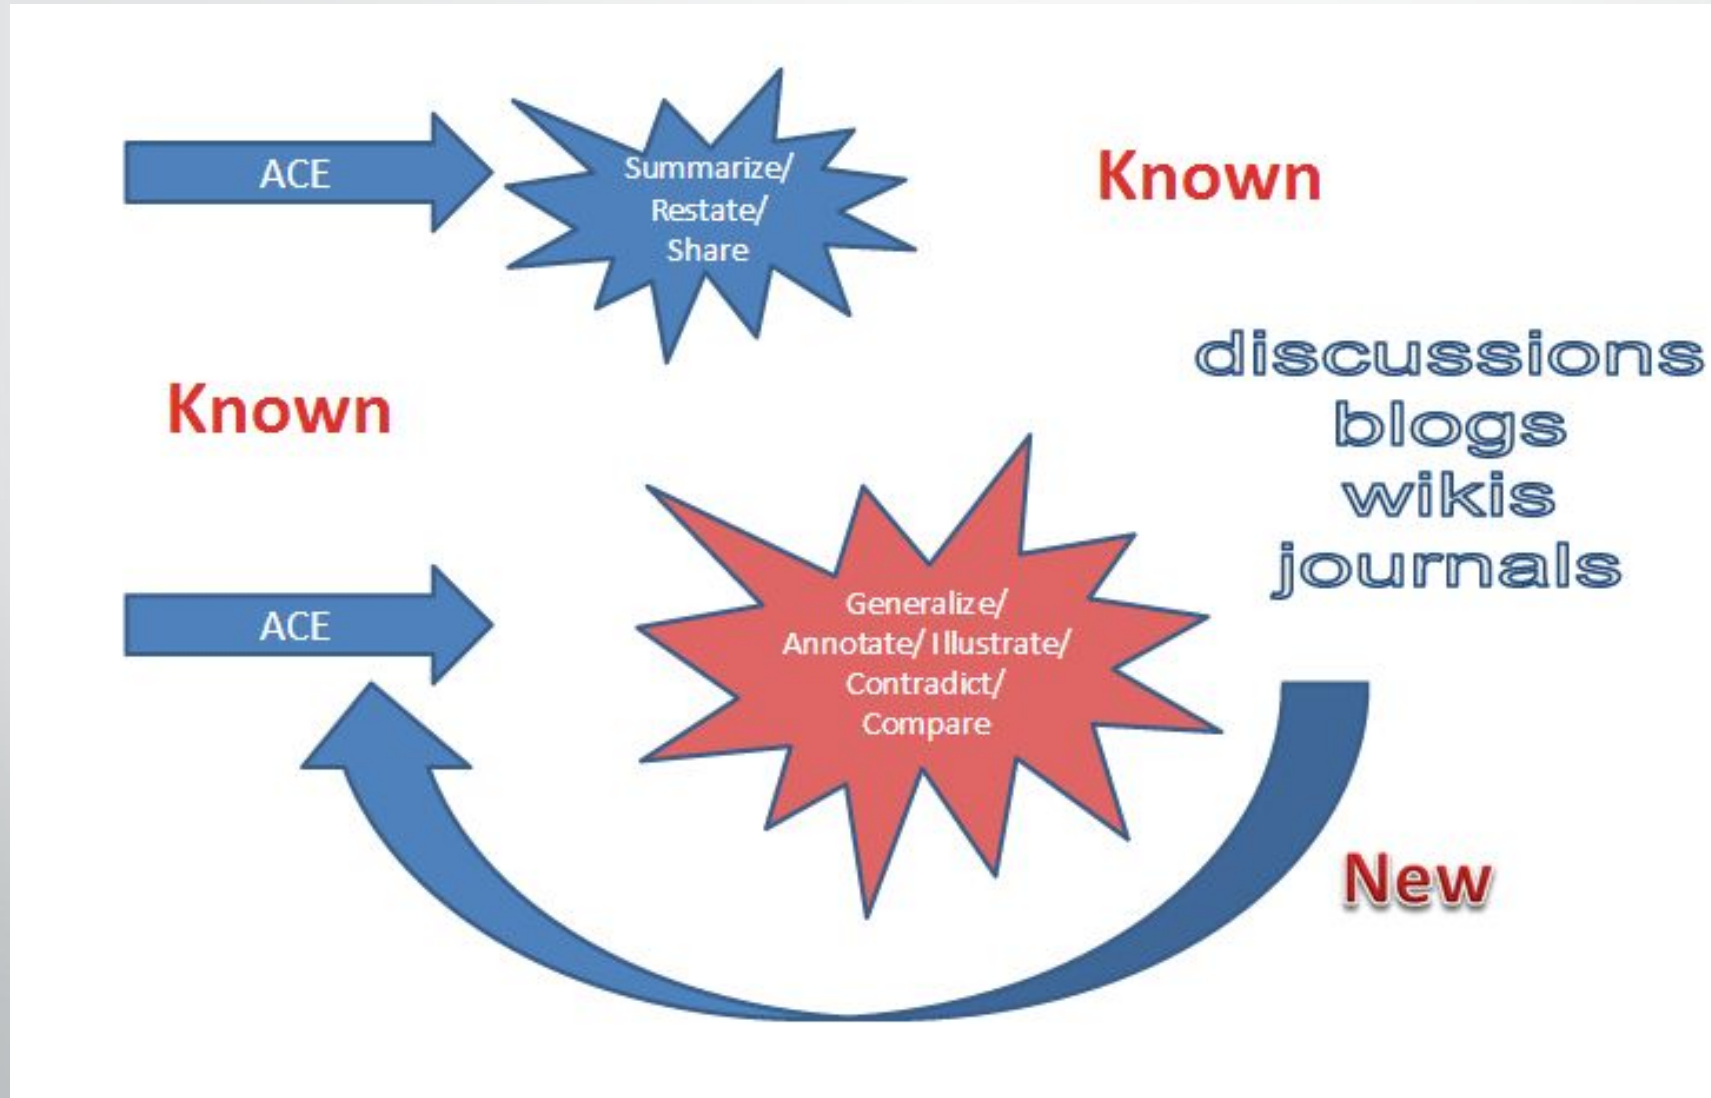 ACE
Summarize/
Restate/
Share
Known
discussions
blogs
wikis
journals
Known
ACE
Generalize/
Annotate/ Illustrate/
Contradict/
Compare
New